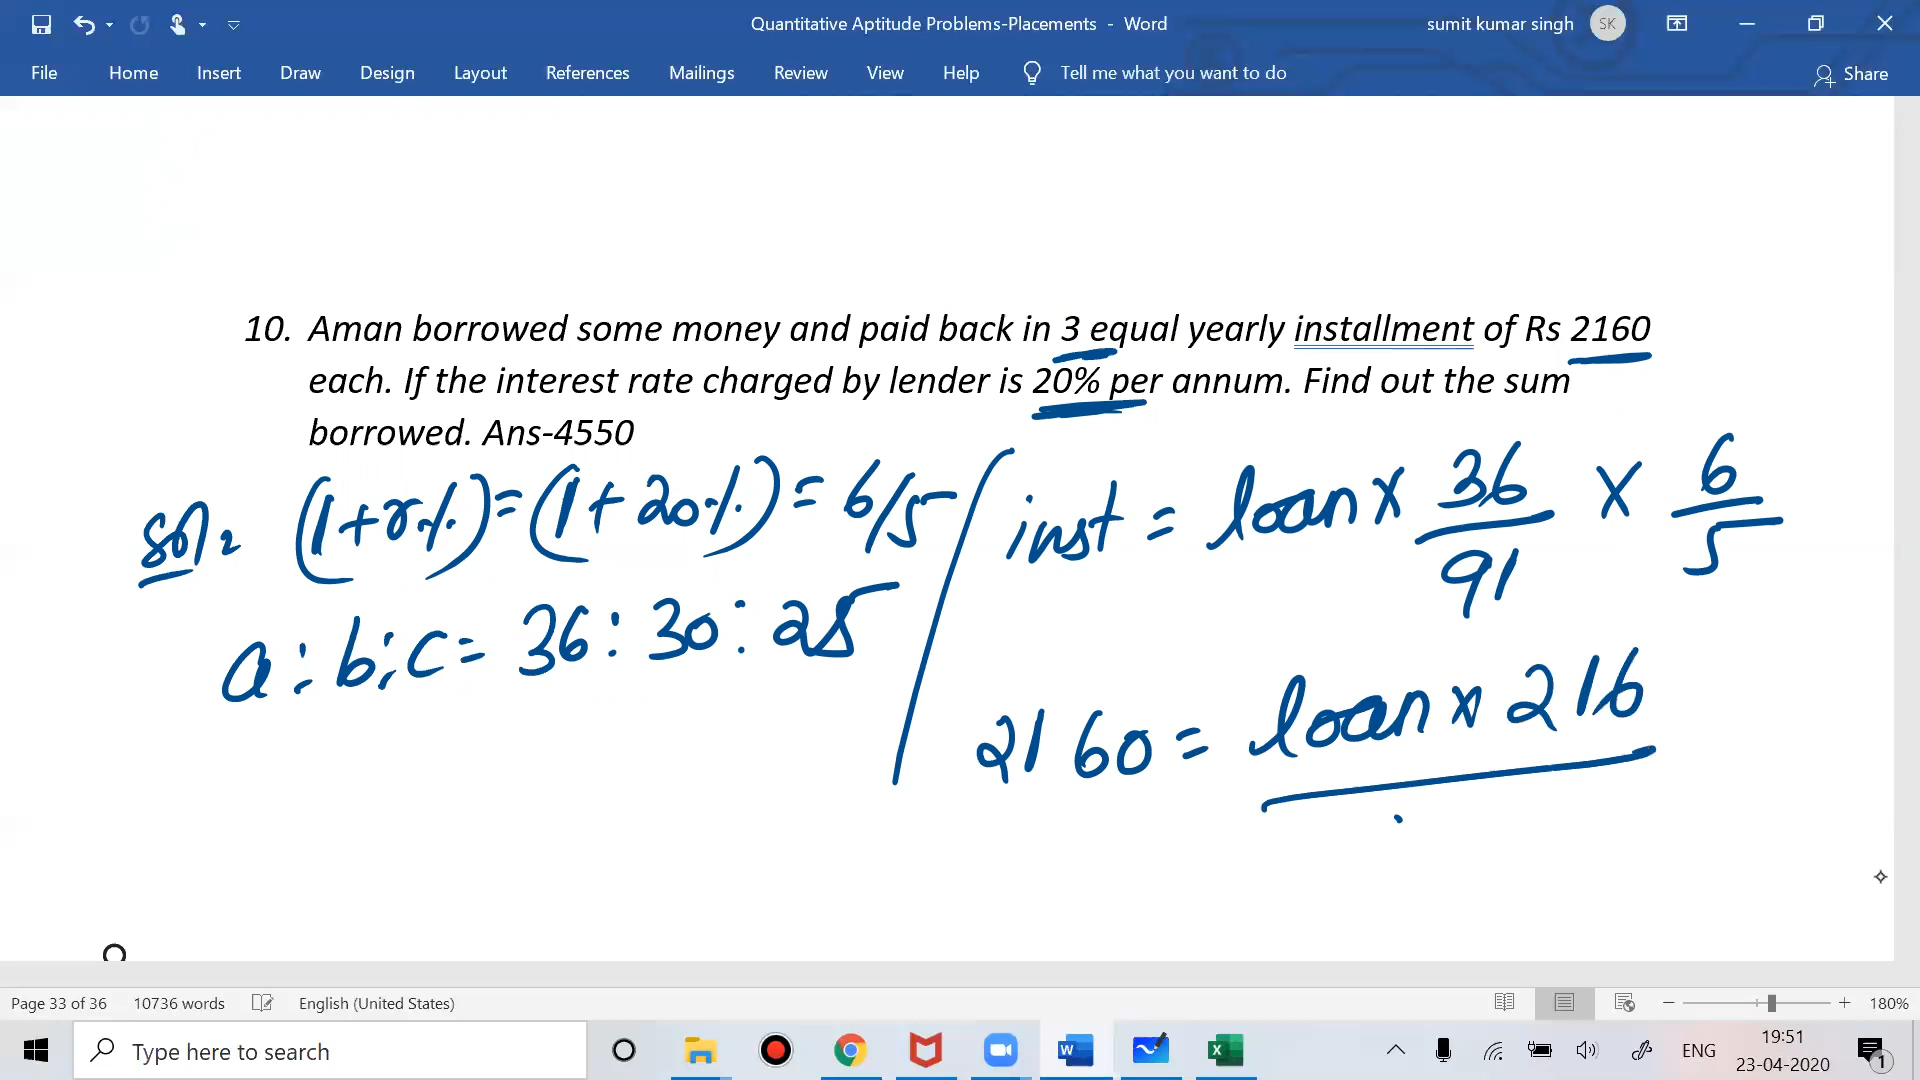 Quantitative Aptitude Problems-Placements - Word
sumit kumar singh SK
File Home Insert Draw Design Layout References Mailings Review View Help Tell me what you want to do Share
10. Aman borrowed some money and paid back in 3 equal yearly installment of Rs 2160
each. If the interest rate charged by lender is 20% per annum. Find out the sum
borrowed. Ans-4550
(1+r%)=(1+20%)=6/5
a:b:c=36:30:25
inst = loan x 36/91 x 6/5
2160 = loan x 216
Page 33 of 36 10736 words English (United States) 180%
Type here to search
ENG
19:51
23-04-2020
1